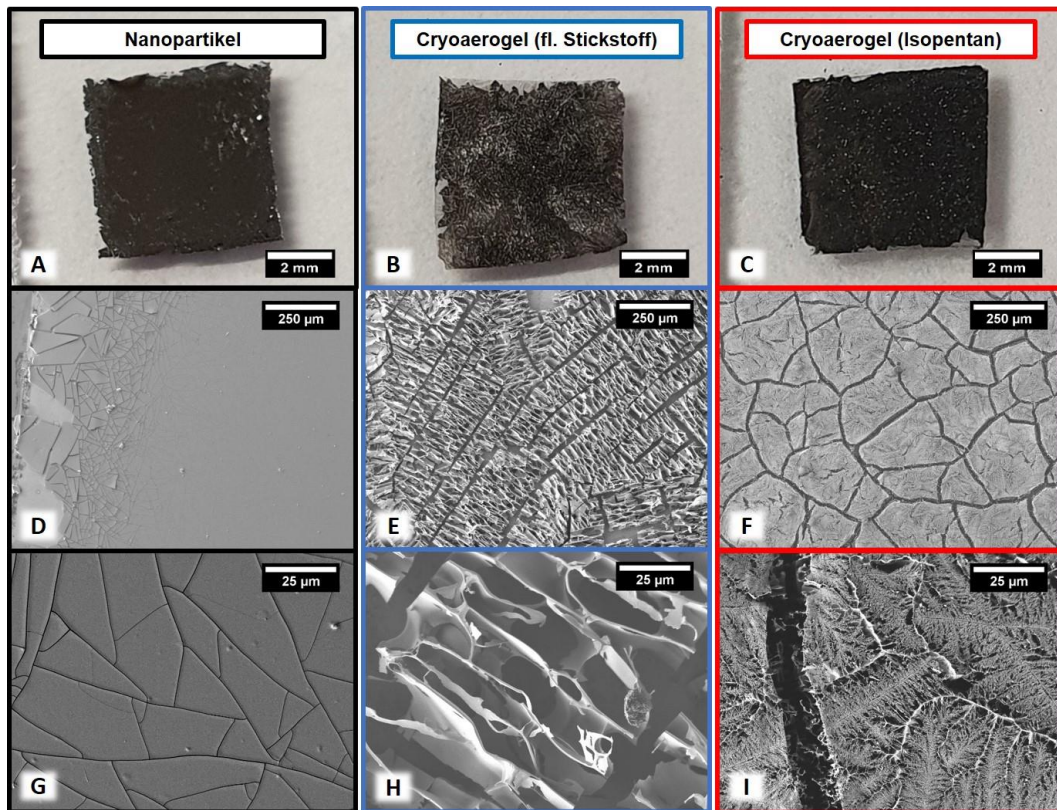 Nanopartikel
Cryoaerogel (fl. Stickstoff)
Cryoaerogel (Isopentan)
A
2 mm
B
2 mm
C
2 mm
D
250 µm
E
250 µm
F
250 µm
G
25 µm
H
25 µm
I
25 µm